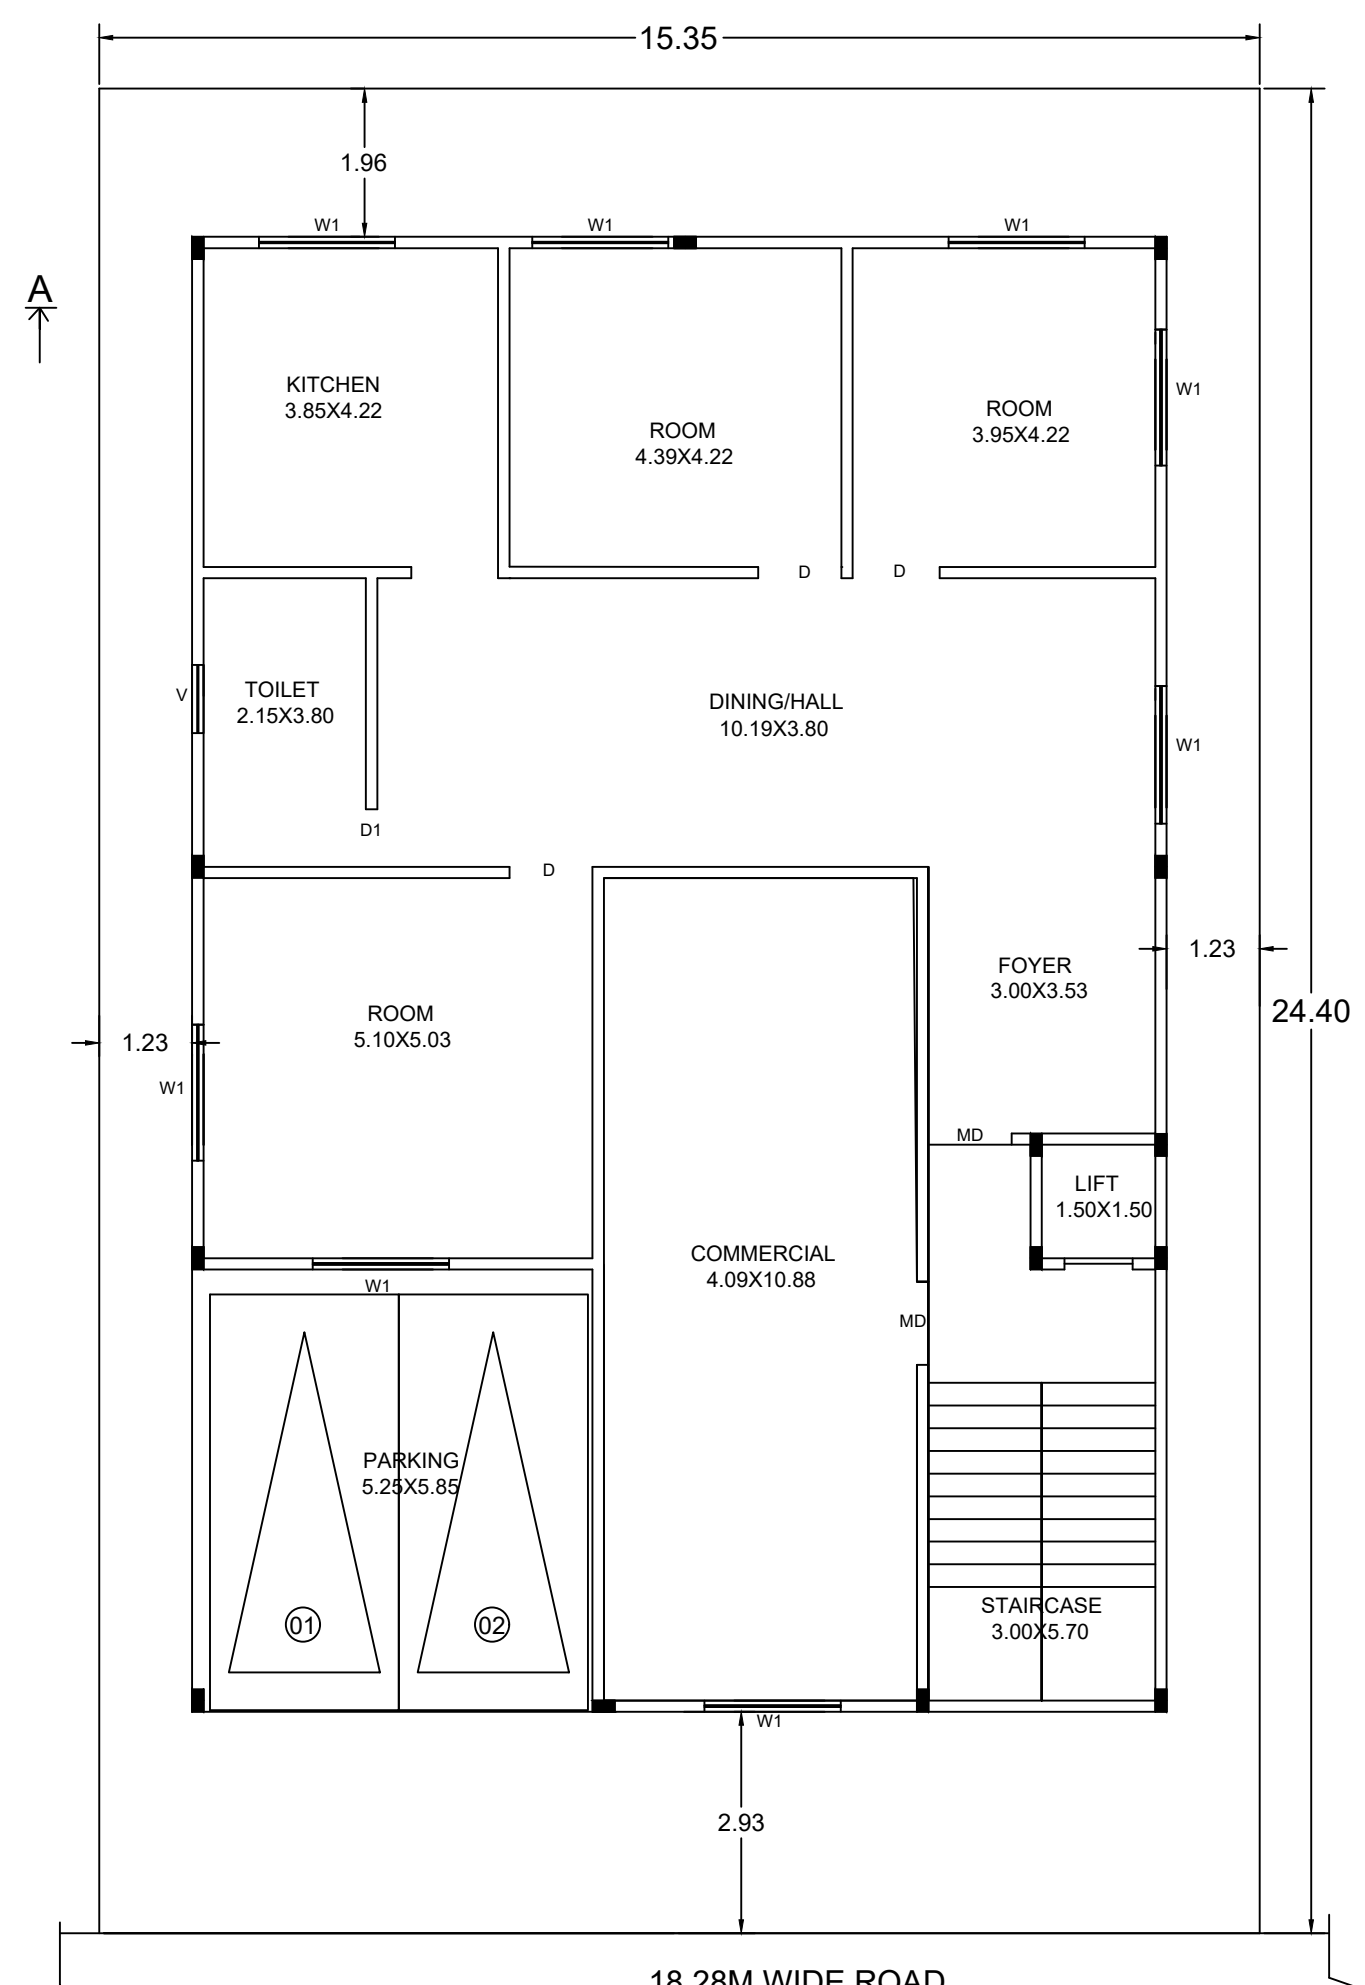 15.35
1.96
W1
W1
W1
A
KITCHEN
3.85X4.22
ROOM
4.39X4.22
ROOM
3.95X4.22
W1
D
D
TOILET
2.15X3.80
V
DINING/HALL
10.19X3.80
W1
D1
D
FOYER
3.00X3.53
1.23
24.40
ROOM
5.10X5.03
1.23
W1
MD
LIFT
1.50X1.50
COMMERCIAL
4.09X10.88
W1
MD
PARKING
5.25X5.85
01
02
STAIRCASE
3.00X5.70
W1
2.93
18.28M WIDE ROAD